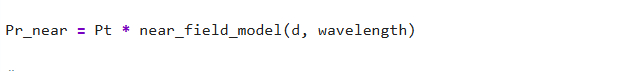 Pr_near = Pt * near_field_model(d, wavelength)